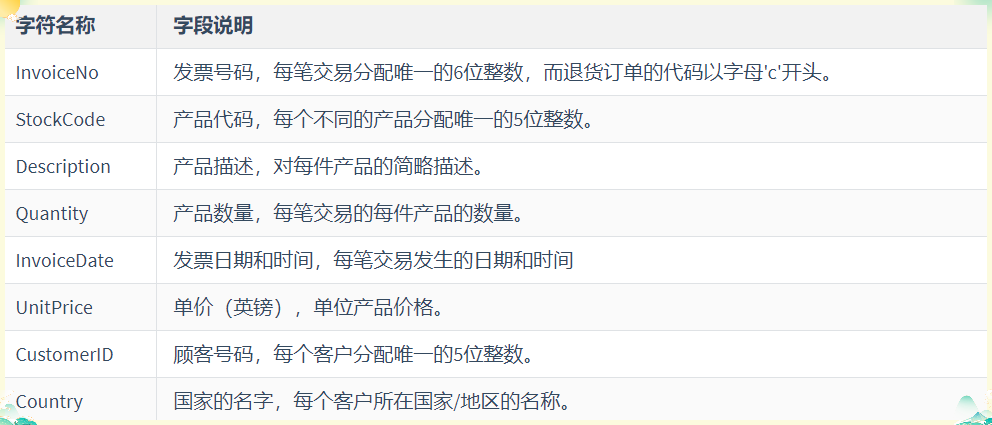 字符名称 字段说明
InvoiceNo 发票号码，每笔交易分配唯一的6位整数，而退货订单的代码以字母'c'开头。
StockCode 产品代码，每个不同的产品分配唯一的5位整数。
Description 产品描述，对每件产品的简略描述。
Quantity 产品数量，每笔交易的每件产品的数量。
InvoiceDate 发票日期和时间，每笔交易发生的日期和时间
UnitPrice 单价（英镑），单位产品价格。
CustomerID 顾客号码，每个客户分配唯一的5位整数。
Country 国家的名字，每个客户所在国家/地区的名称。